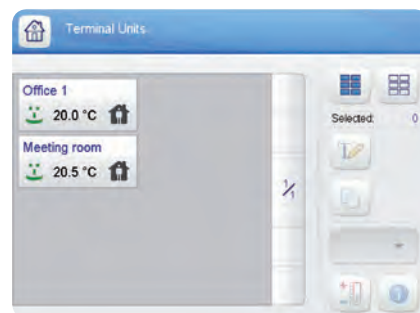 Terminal Units
Office 1
20.0 °C
Meeting room
20.5 °C
1/1
Selected: 0